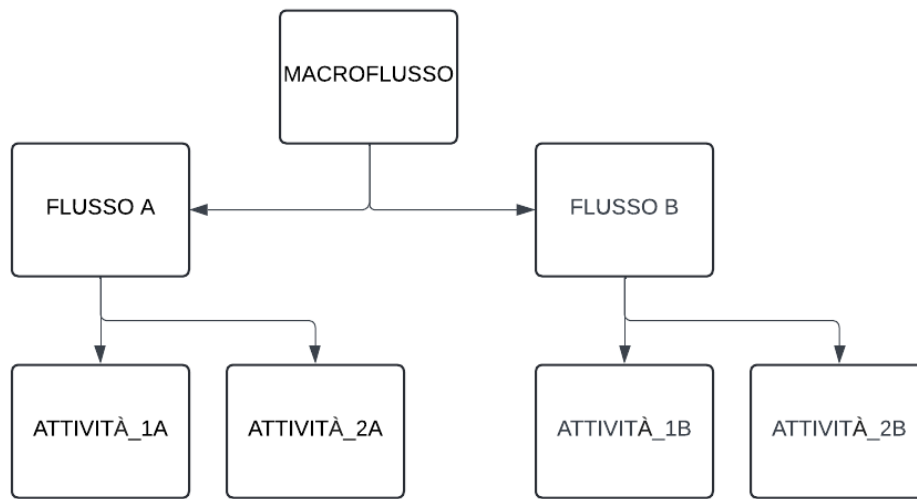 MACROFLUSSO
FLUSSO A
FLUSSO B
ATTIVITÀ_1A
ATTIVITÀ_2A
ATTIVITÀ_1B
ATTIVITÀ_2B